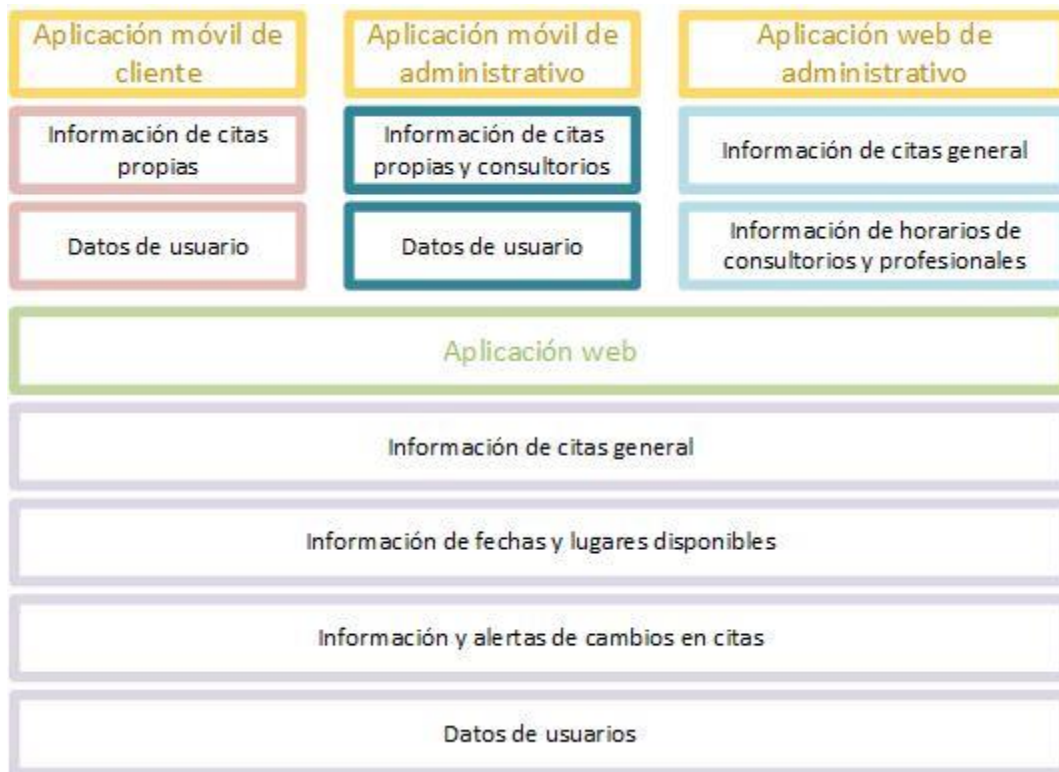 Aplicación móvil de
cliente
Aplicación móvil de
administrativo
Aplicación web de
administrativo
Información de citas
propias
Información de citas
propias y consultorios
Información de citas general
Datos de usuario
Datos de usuario
Información de horarios de
consultorios y profesionales
Aplicación web
Información de citas general
Información de fechas y lugares disponibles
Información y alertas de cambios en citas
Datos de usuarios